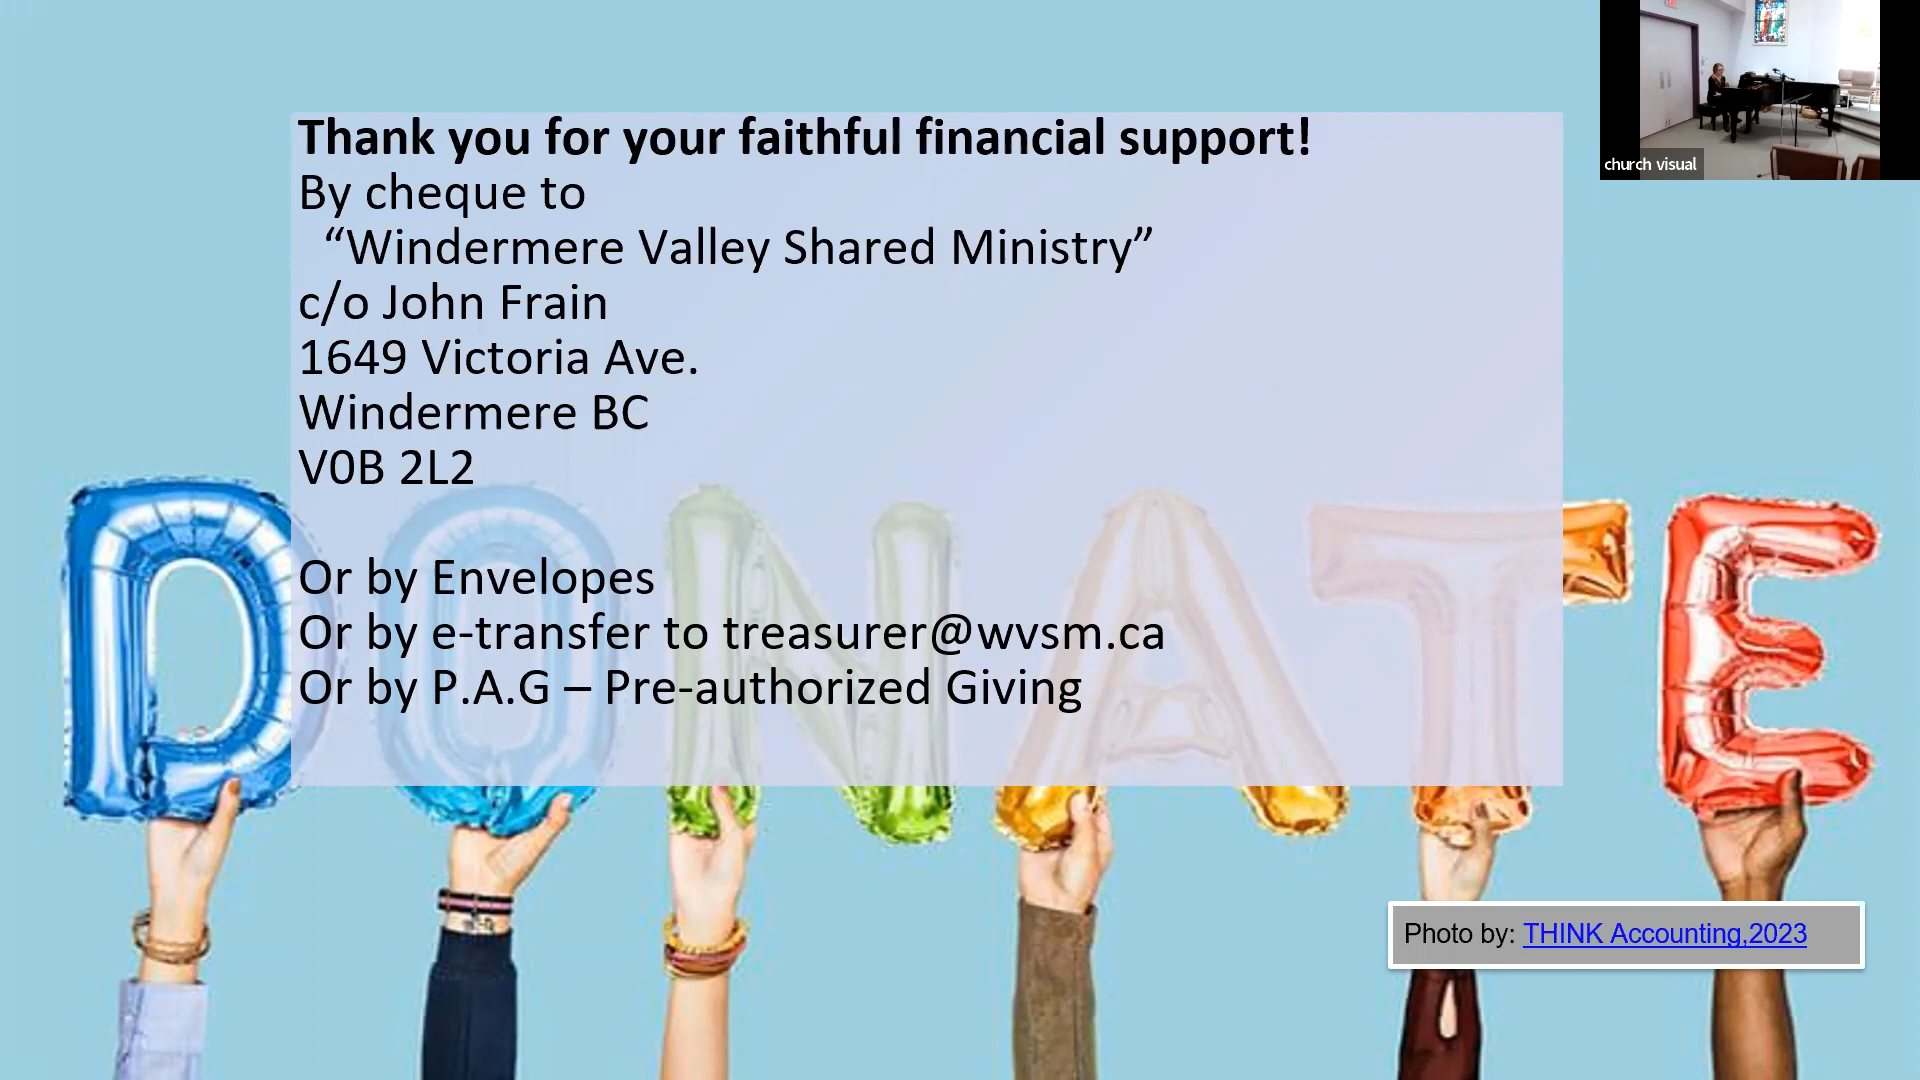 Thank you for your faithful financial support!
By cheque to
“Windermere Valley Shared Ministry”
c/o John Frain
1649 Victoria Ave.
Windermere BC
V0B 2L2
Or by Envelopes
Or by e-transfer to treasurer@wvsm.ca
Or by P.A.G – Pre-authorized Giving
DONATE
Photo by: THINK Accounting,2023
church visual